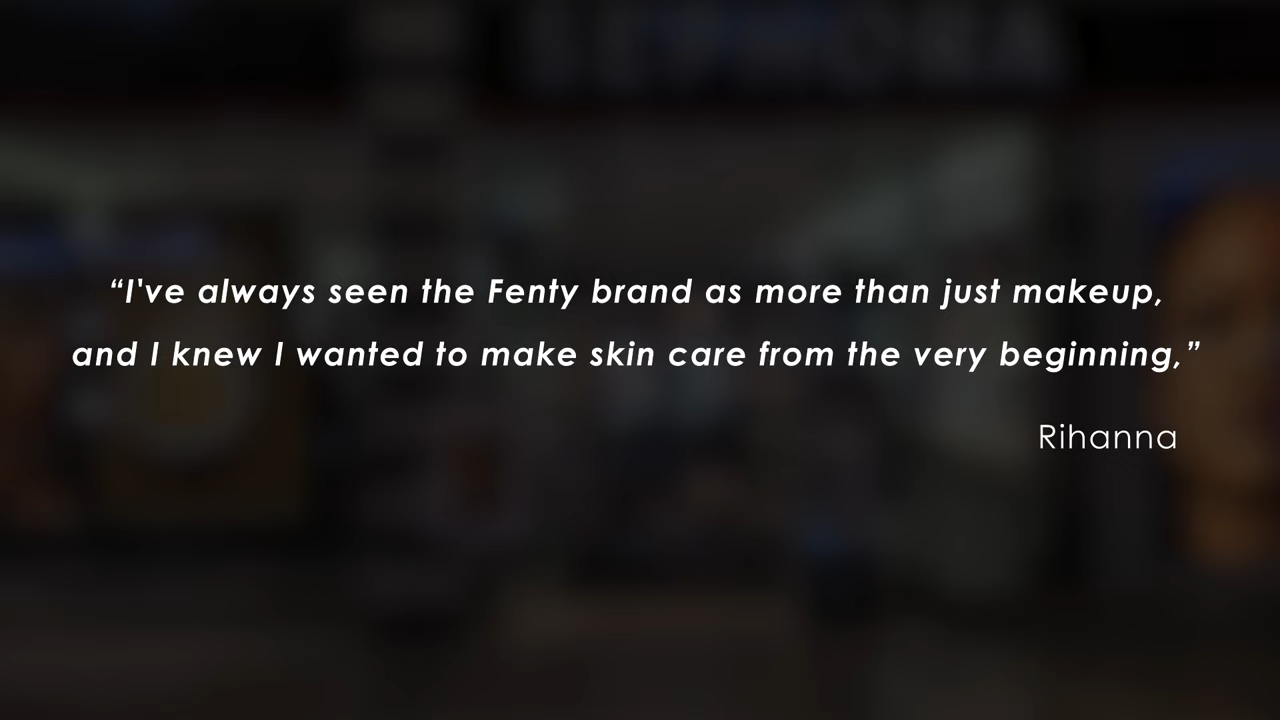 SEPHORA
“I've always seen the Fenty brand as more than just makeup,
and I knew I wanted to make skin care from the very beginning,”
Rihanna